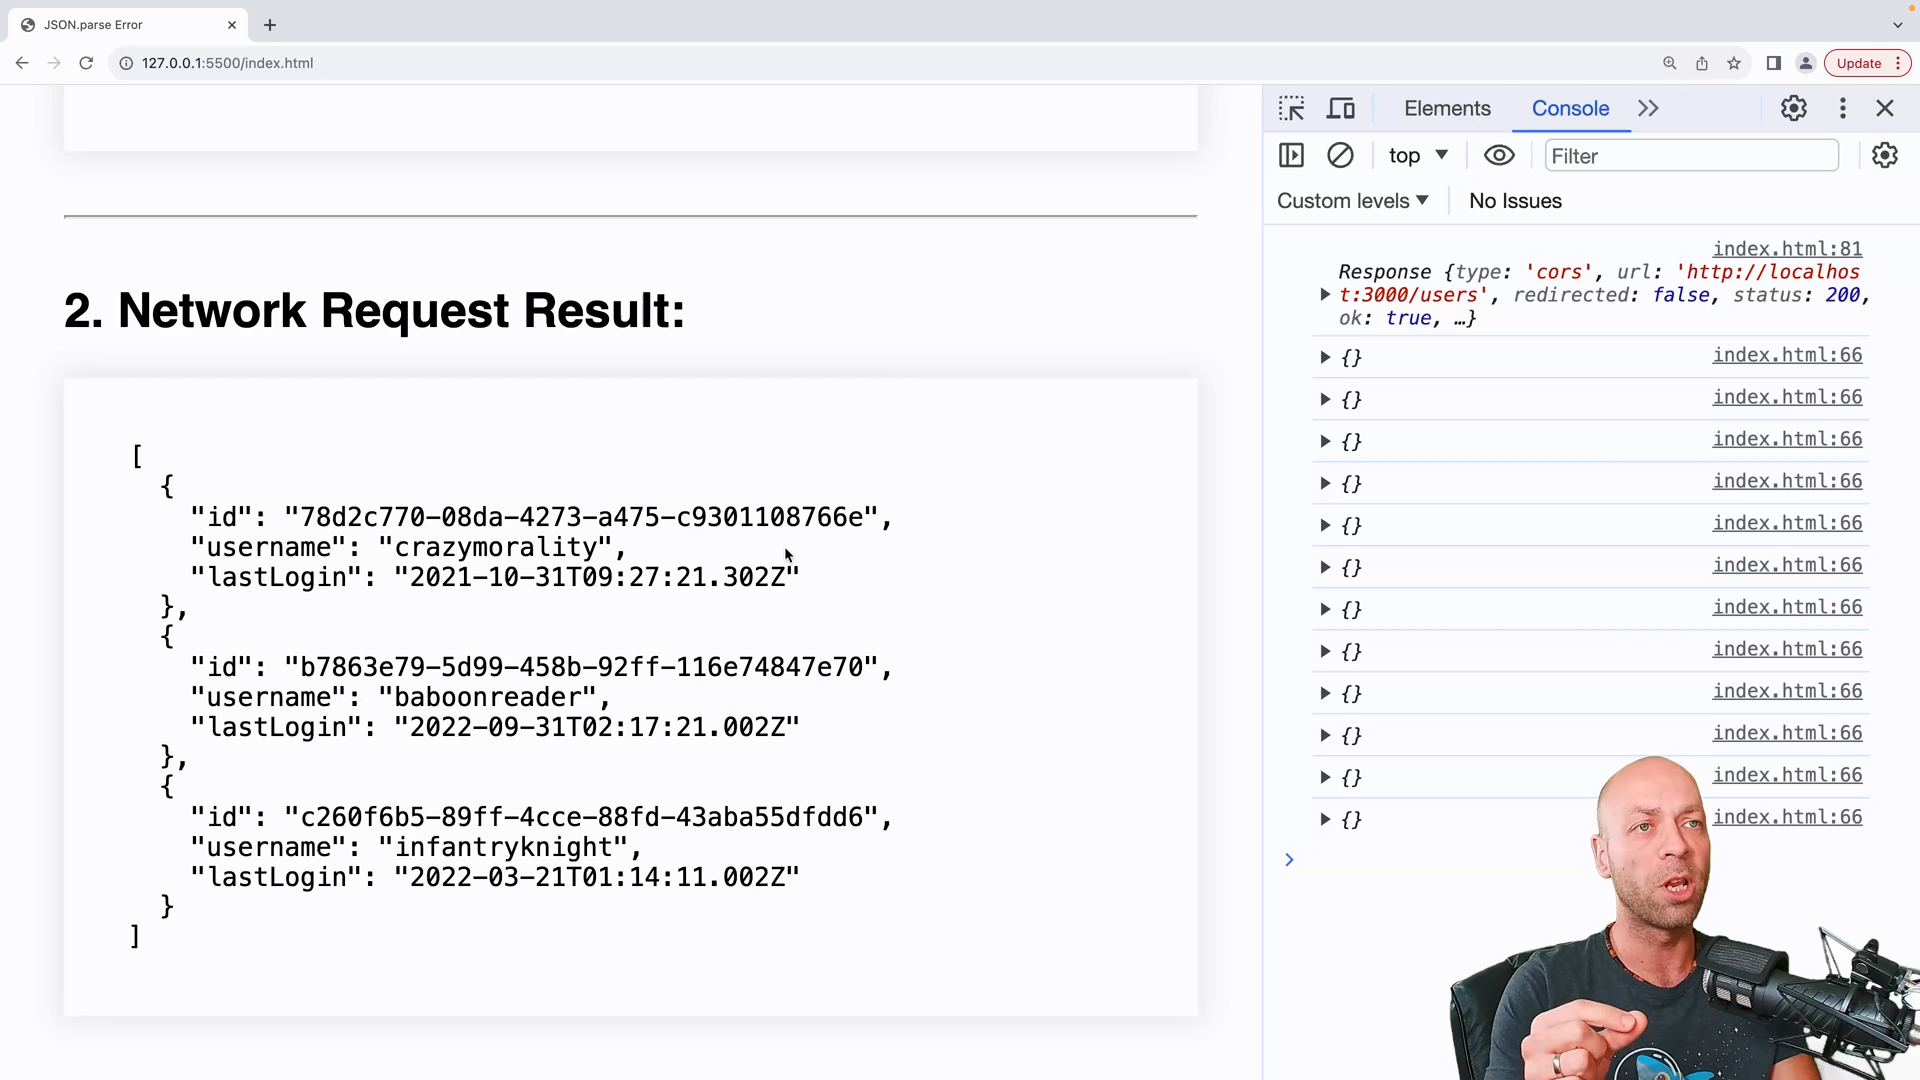 JSON.parse Error
127.0.0.1:5500/index.html
Update
2. Network Request Result:
[
{
"id": "78d2c770-08da-4273-a475-c9301108766e",
"username": "crazymorality",
"lastLogin": "2021-10-31T09:27:21.302Z"
},
{
"id": "b7863e79-5d99-458b-92ff-116e74847e70",
"username": "baboonreader",
"lastLogin": "2022-09-31T02:17:21.002Z"
},
{
"id": "c260f6b5-89ff-4cce-88fd-43aba55dfdd6",
"username": "infantryknight",
"lastLogin": "2022-03-21T01:14:11.002Z"
}
]
Elements Console
top Filter
Custom levels No Issues
index.html:81
Response {type: 'cors', url: 'http://localhos
t:3000/users', redirected: false, status: 200,
ok: true, …}
{} index.html:66
{} index.html:66
{} index.html:66
{} index.html:66
{} index.html:66
{} index.html:66
{} index.html:66
{} index.html:66
{} index.html:66
{} index.html:66
{} index.html:66
{} index.html:66